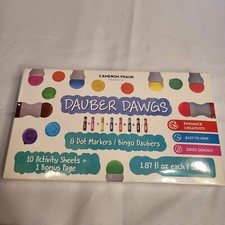 CAMERON FRANK
DAUBER DAWGS
8 Dot Markers / Bingo Daubers
ENHANCE
CREATIVITY
EASY TO GRIP
DRIES QUICKLY
10 Activity Sheets +
1 Bonus Page
1.87 fl oz each /